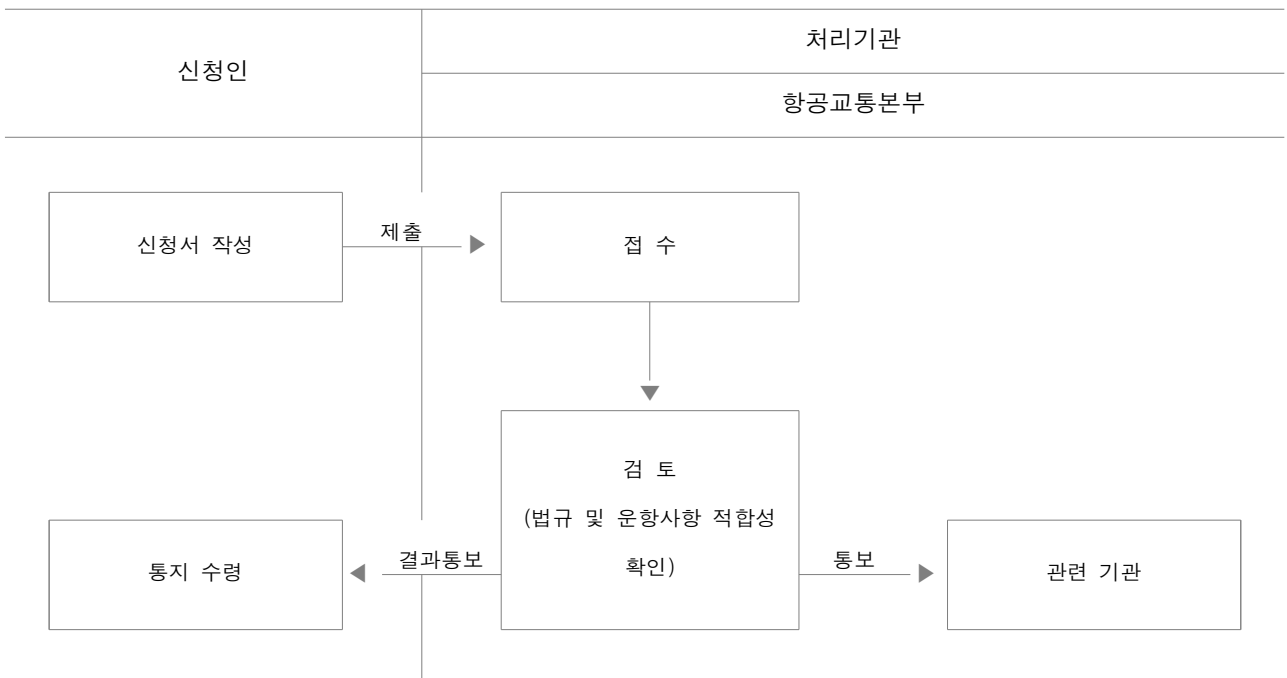 신청인
처리기관
항공교통본부
신청서 작성
제출
접 수
검 토
(법규 및 운항사항 적합성
확인)
결과통보
통지 수령
통보
관련 기관